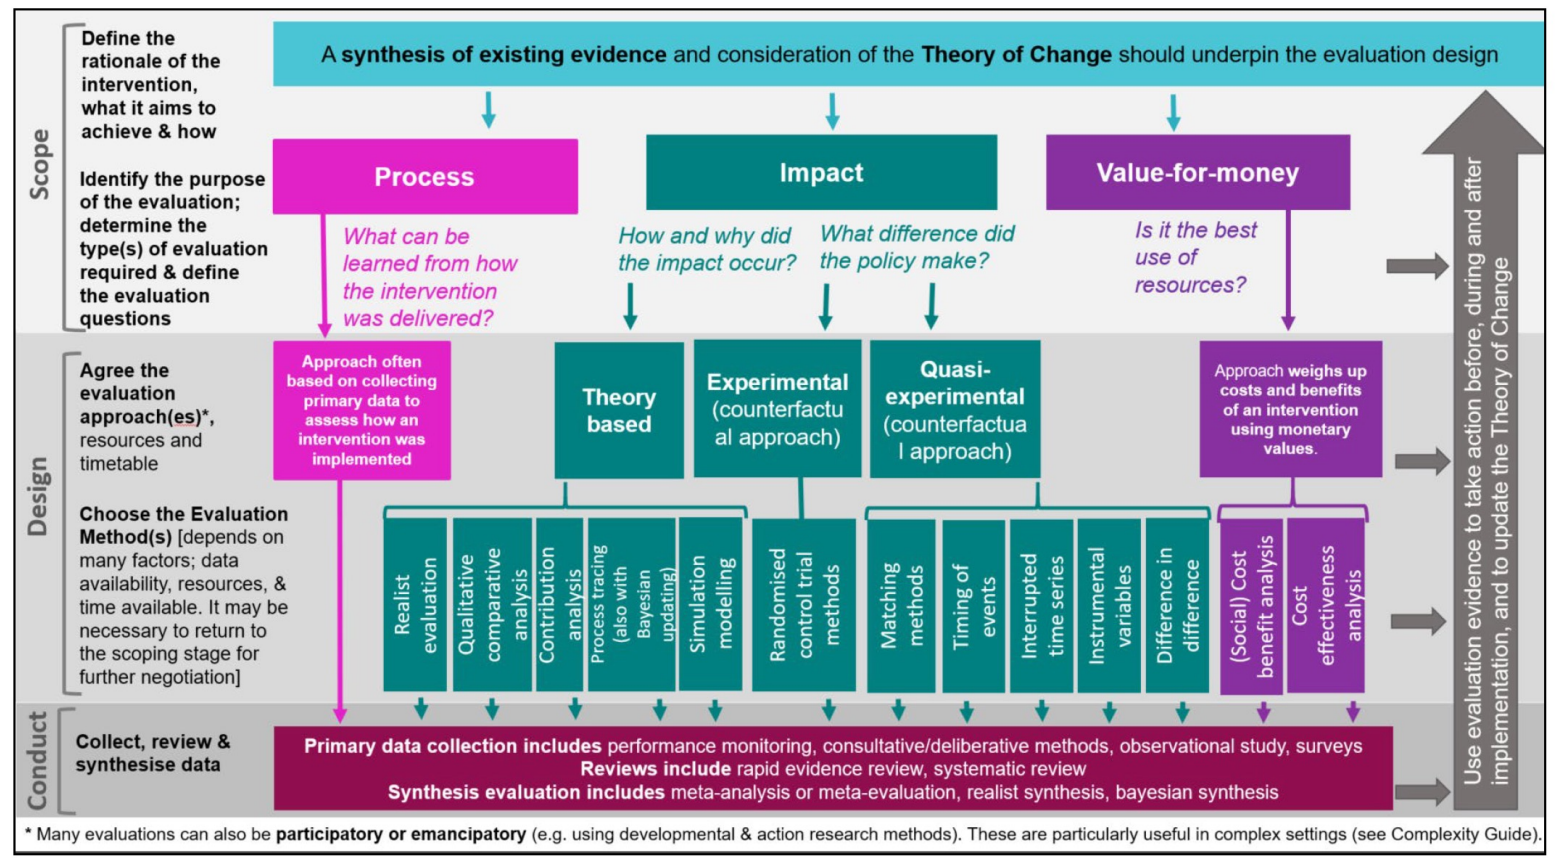 Scope
Define the
rationale of the
intervention,
what it aims to
achieve & how
Identify the purpose
of the evaluation;
determine the
type(s) of evaluation
required & define
the evaluation
questions
A synthesis of existing evidence and consideration of the Theory of Change should underpin the evaluation design
Process
Impact
Value-for-money
What can be
learned from how
the intervention
was delivered?
How and why did
the impact occur?
What difference did
the policy make?
Is it the best
use of
resources?
Design
Agree the
evaluation
approach(es)*,
resources and
timetable
Choose the Evaluation
Method(s) [depends on
many factors; data
availability, resources, &
time available. It may be
necessary to return to
the scoping stage for
further negotiation]
Approach often
based on collecting
primary data to
assess how an
intervention was
implemented
Theory
based
Experimental
(counterfactu
al approach)
Quasi-
experimental
(counterfactua
l approach)
Approach weighs up
costs and benefits
of an intervention
using monetary
values.
Realist
evaluation
Qualitative
comparative
analysis
Contribution
analysis
Process tracing
(also with
Bayesian
updating)
Simulation
modelling
Randomised
control trial
methods
Matching
methods
Timing of
events
Interrupted
time series
Instrumental
variables
Difference in
difference
(Social) Cost
benefit analysis
Cost
effectiveness
analysis
Conduct
Collect, review &
synthesise data
Primary data collection includes performance monitoring, consultative/deliberative methods, observational study, surveys
Reviews include rapid evidence review, systematic review
Synthesis evaluation includes meta-analysis or meta-evaluation, realist synthesis, bayesian synthesis
Use evaluation evidence to take action before, during and after
implementation, and to update the Theory of Change
* Many evaluations can also be participatory or emancipatory (e.g. using developmental & action research methods). These are particularly useful in complex settings (see Complexity Guide).